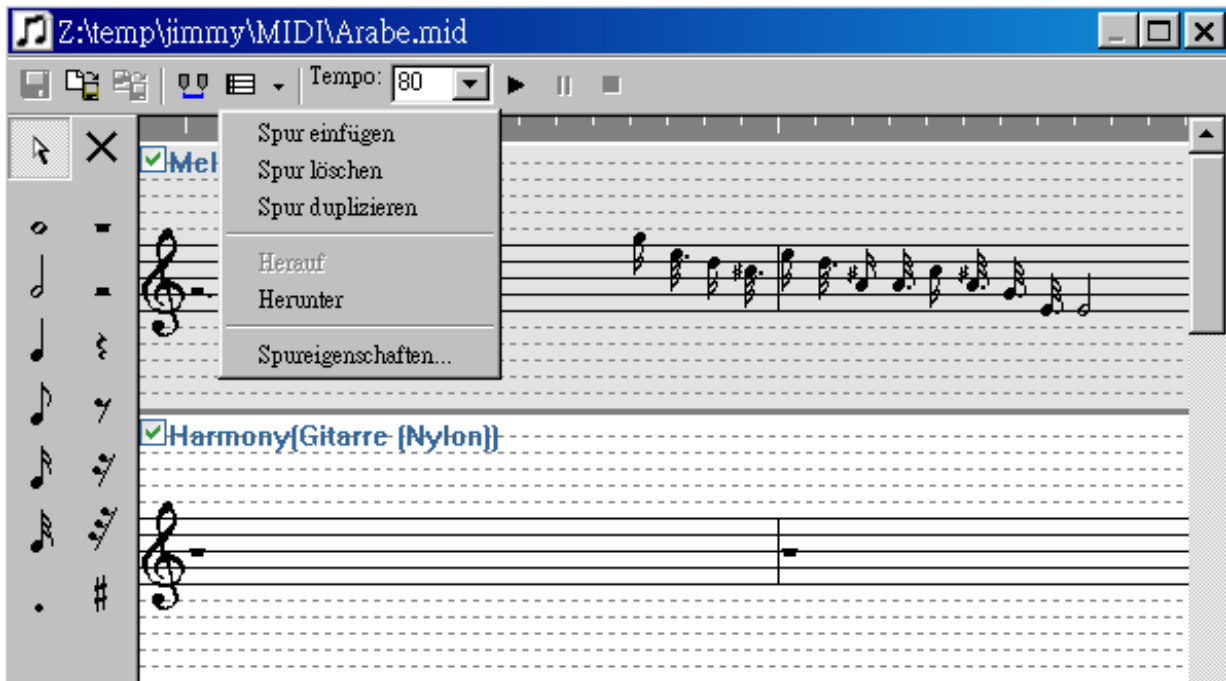 Z:\temp\jimmy\MIDI\Arabe.mid
Tempo: 80
Spur einfügen
Spur löschen
Spur duplizieren
Herauf
Herunter
Spureigenschaften...
Mel
Harmony(Gitarre (Nylon))